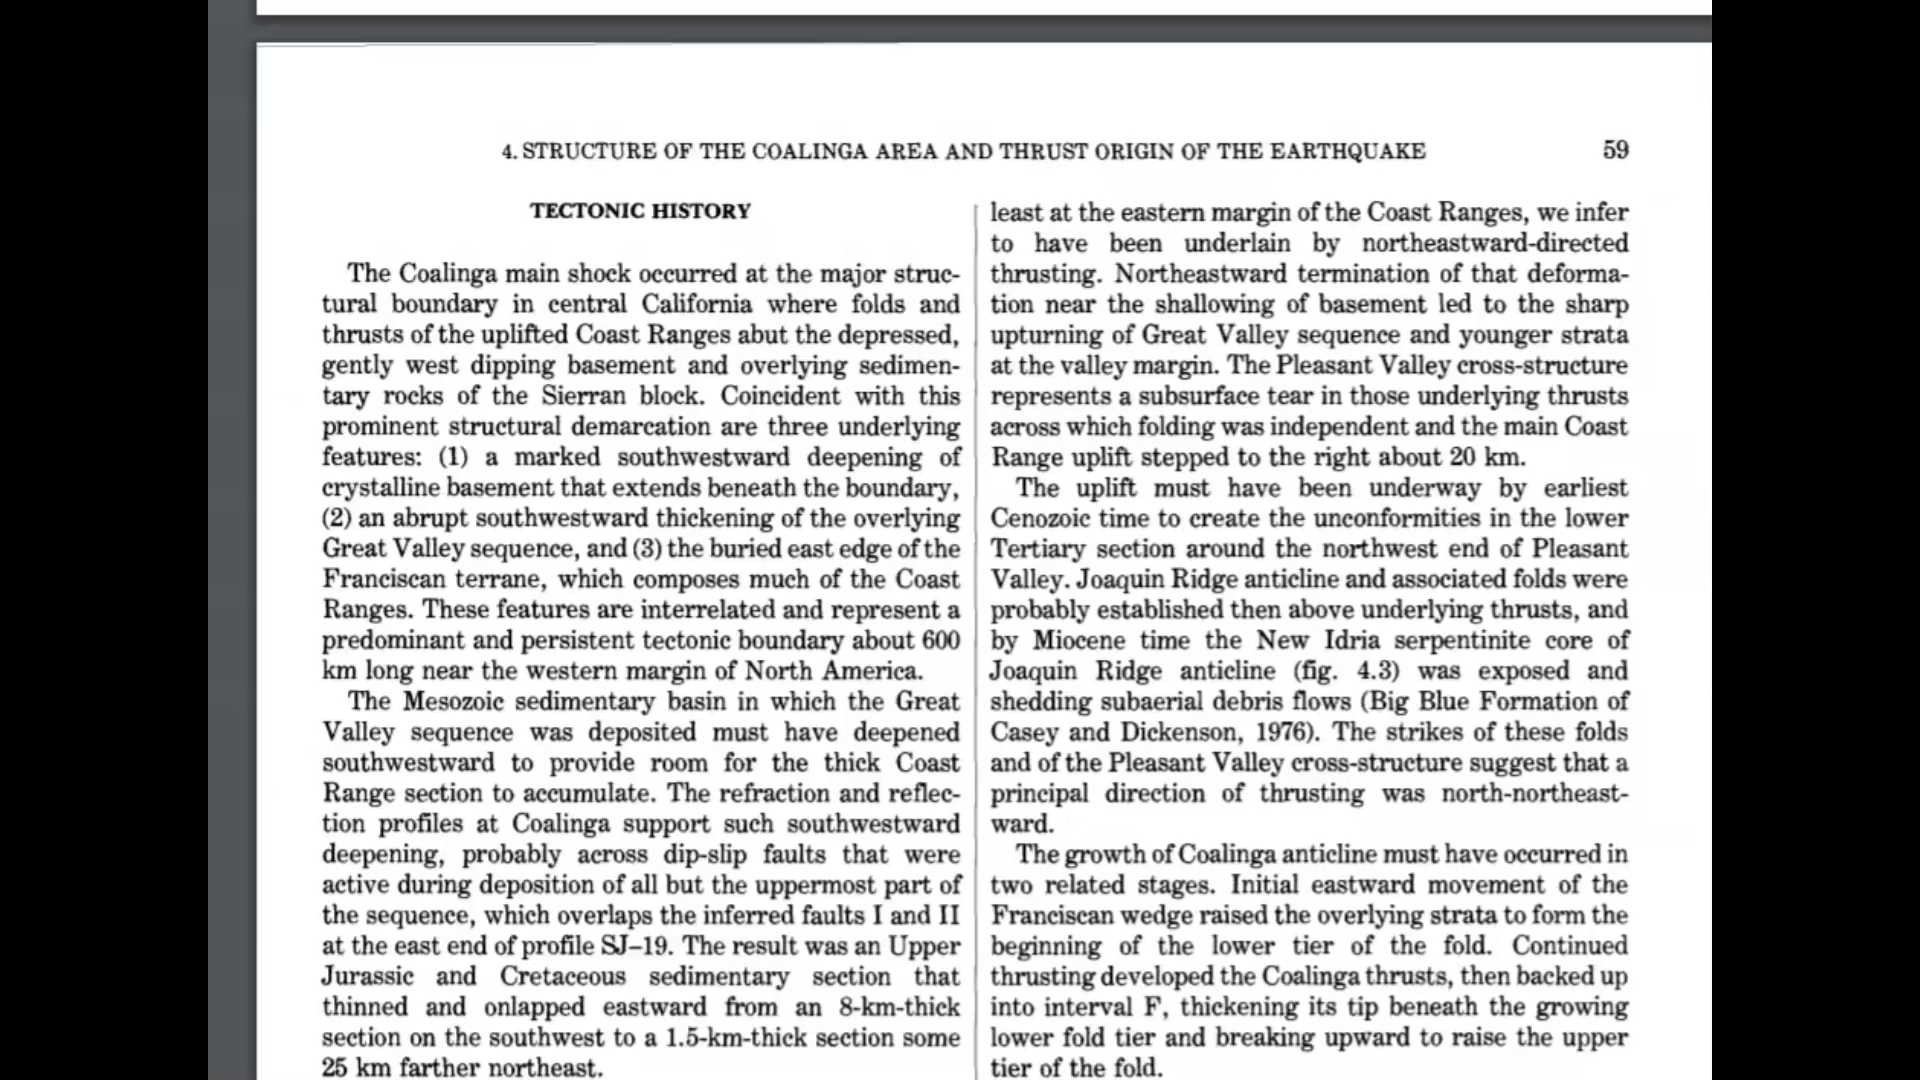 4. STRUCTURE OF THE COALINGA AREA AND THRUST ORIGIN OF THE EARTHQUAKE 59
TECTONIC HISTORY
The Coalinga main shock occurred at the major struc-
tural boundary in central California where folds and
thrusts of the uplifted Coast Ranges abut the depressed,
gently west dipping basement and overlying sedimen-
tary rocks of the Sierran block. Coincident with this
prominent structural demarcation are three underlying
features: (1) a marked southwestward deepening of
crystalline basement that extends beneath the boundary,
(2) an abrupt southwestward thickening of the overlying
Great Valley sequence, and (3) the buried east edge of the
Franciscan terrane, which composes much of the Coast
Ranges. These features are interrelated and represent a
predominant and persistent tectonic boundary about 600
km long near the western margin of North America.
The Mesozoic sedimentary basin in which the Great
Valley sequence was deposited must have deepened
southwestward to provide room for the thick Coast
Range section to accumulate. The refraction and reflec-
tion profiles at Coalinga support such southwestward
deepening, probably across dip-slip faults that were
active during deposition of all but the uppermost part of
the sequence, which overlaps the inferred faults I and II
at the east end of profile SJ-19. The result was an Upper
Jurassic and Cretaceous sedimentary section that
thinned and onlapped eastward from an 8-km-thick
section on the southwest to a 1.5-km-thick section some
25 km farther northeast.
least at the eastern margin of the Coast Ranges, we infer
to have been underlain by northeastward-directed
thrusting. Northeastward termination of that deforma-
tion near the shallowing of basement led to the sharp
upturning of Great Valley sequence and younger strata
at the valley margin. The Pleasant Valley cross-structure
represents a subsurface tear in those underlying thrusts
across which folding was independent and the main Coast
Range uplift stepped to the right about 20 km.
The uplift must have been underway by earliest
Cenozoic time to create the unconformities in the lower
Tertiary section around the northwest end of Pleasant
Valley. Joaquin Ridge anticline and associated folds were
probably established then above underlying thrusts, and
by Miocene time the New Idria serpentinite core of
Joaquin Ridge anticline (fig. 4.3) was exposed and
shedding subaerial debris flows (Big Blue Formation of
Casey and Dickenson, 1976). The strikes of these folds
and of the Pleasant Valley cross-structure suggest that a
principal direction of thrusting was north-northeast-
ward.
The growth of Coalinga anticline must have occurred in
two related stages. Initial eastward movement of the
Franciscan wedge raised the overlying strata to form the
beginning of the lower tier of the fold. Continued
thrusting developed the Coalinga thrusts, then backed up
into interval F, thickening its tip beneath the growing
lower fold tier and breaking upward to raise the upper
tier of the fold.